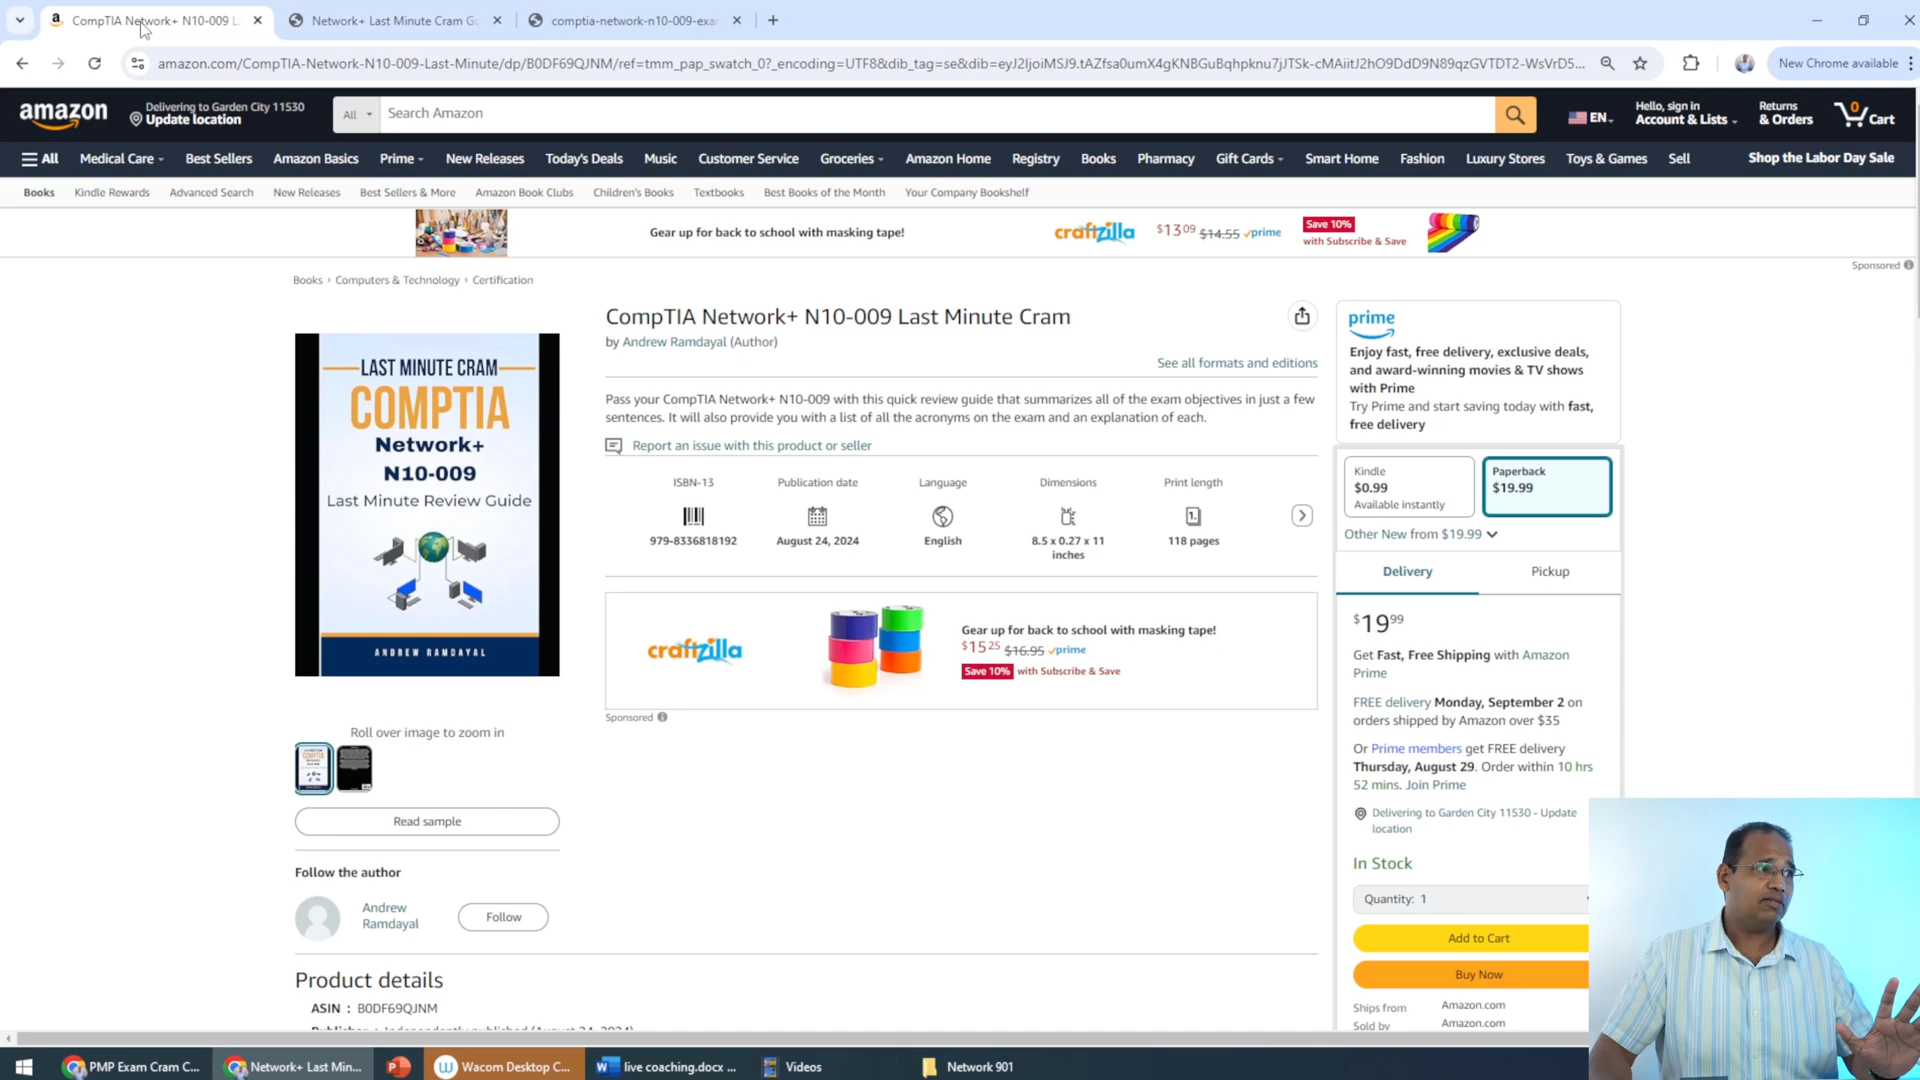 CompTIA Network+ N10-009 L
Network+ Last Minute Cram Gu
comptia-network-n10-009-exar
amazon.com/CompTIA-Network-N10-009-Last-Minute/dp/B0DF69QJNM/ref=tmm_pap_swatch_0?_encoding=UTF8&dib_tag=se&dib=eyJ2IjoiMSJ9.tAZfsa0umX4gKNBGuBqhpknu7jJTSk-cMAiitJ2hO9DdD9N89qzGVTDT2-WsVrD5...
New Chrome available
amazon
Delivering to Garden City 11530
Update location
All
Search Amazon
EN
Hello, sign in
Account & Lists
Returns
& Orders
0
Cart
All Medical Care Best Sellers Amazon Basics Prime New Releases Today's Deals Music Customer Service Groceries Amazon Home Registry Books Pharmacy Gift Cards Smart Home Fashion Luxury Stores Toys & Games Sell
Shop the Labor Day Sale
Books Kindle Rewards Advanced Search New Releases Best Sellers & More Amazon Book Clubs Children's Books Textbooks Best Books of the Month Your Company Bookshelf
Gear up for back to school with masking tape!
craftzilla
$13 09 $14.55 prime
Save 10%
with Subscribe & Save
Sponsored
Books › Computers & Technology › Certification
LAST MINUTE CRAM
COMPTIA
Network+
N10-009
Last Minute Review Guide
ANDREW RAMDAYAL
Roll over image to zoom in
Read sample
Follow the author
Andrew
Ramdayal
Follow
CompTIA Network+ N10-009 Last Minute Cram
by Andrew Ramdayal (Author)
See all formats and editions
Pass your CompTIA Network+ N10-009 with this quick review guide that summarizes all of the exam objectives in just a few
sentences. It will also provide you with a list of all the acronyms on the exam and an explanation of each.
Report an issue with this product or seller
ISBN-13
979-8336818192
Publication date
August 24, 2024
Language
English
Dimensions
8.5 x 0.27 x 11
inches
Print length
1.
118 pages
craftzilla
Gear up for back to school with masking tape!
$15 25 $16.95 prime
Save 10% with Subscribe & Save
Sponsored
prime
Enjoy fast, free delivery, exclusive deals,
and award-winning movies & TV shows
with Prime
Try Prime and start saving today with fast,
free delivery
Kindle
$0.99
Available instantly
Paperback
$19.99
Other New from $19.99
Delivery
Pickup
$19 99
Get Fast, Free Shipping with Amazon
Prime
FREE delivery Monday, September 2 on
orders shipped by Amazon over $35
Or Prime members get FREE delivery
Thursday, August 29. Order within 10 hrs
52 mins. Join Prime
Delivering to Garden City 11530 - Update
location
In Stock
Quantity: 1
Add to Cart
Buy Now
Ships from Amazon.com
Sold by Amazon.com
Product details
ASIN : B0DF69QJNM
Publisher : Independently published (August 24, 2024)
PMP Exam Cram C...
Network+ Last Min...
Wacom Desktop C...
live coaching.docx ...
Videos
Network 901